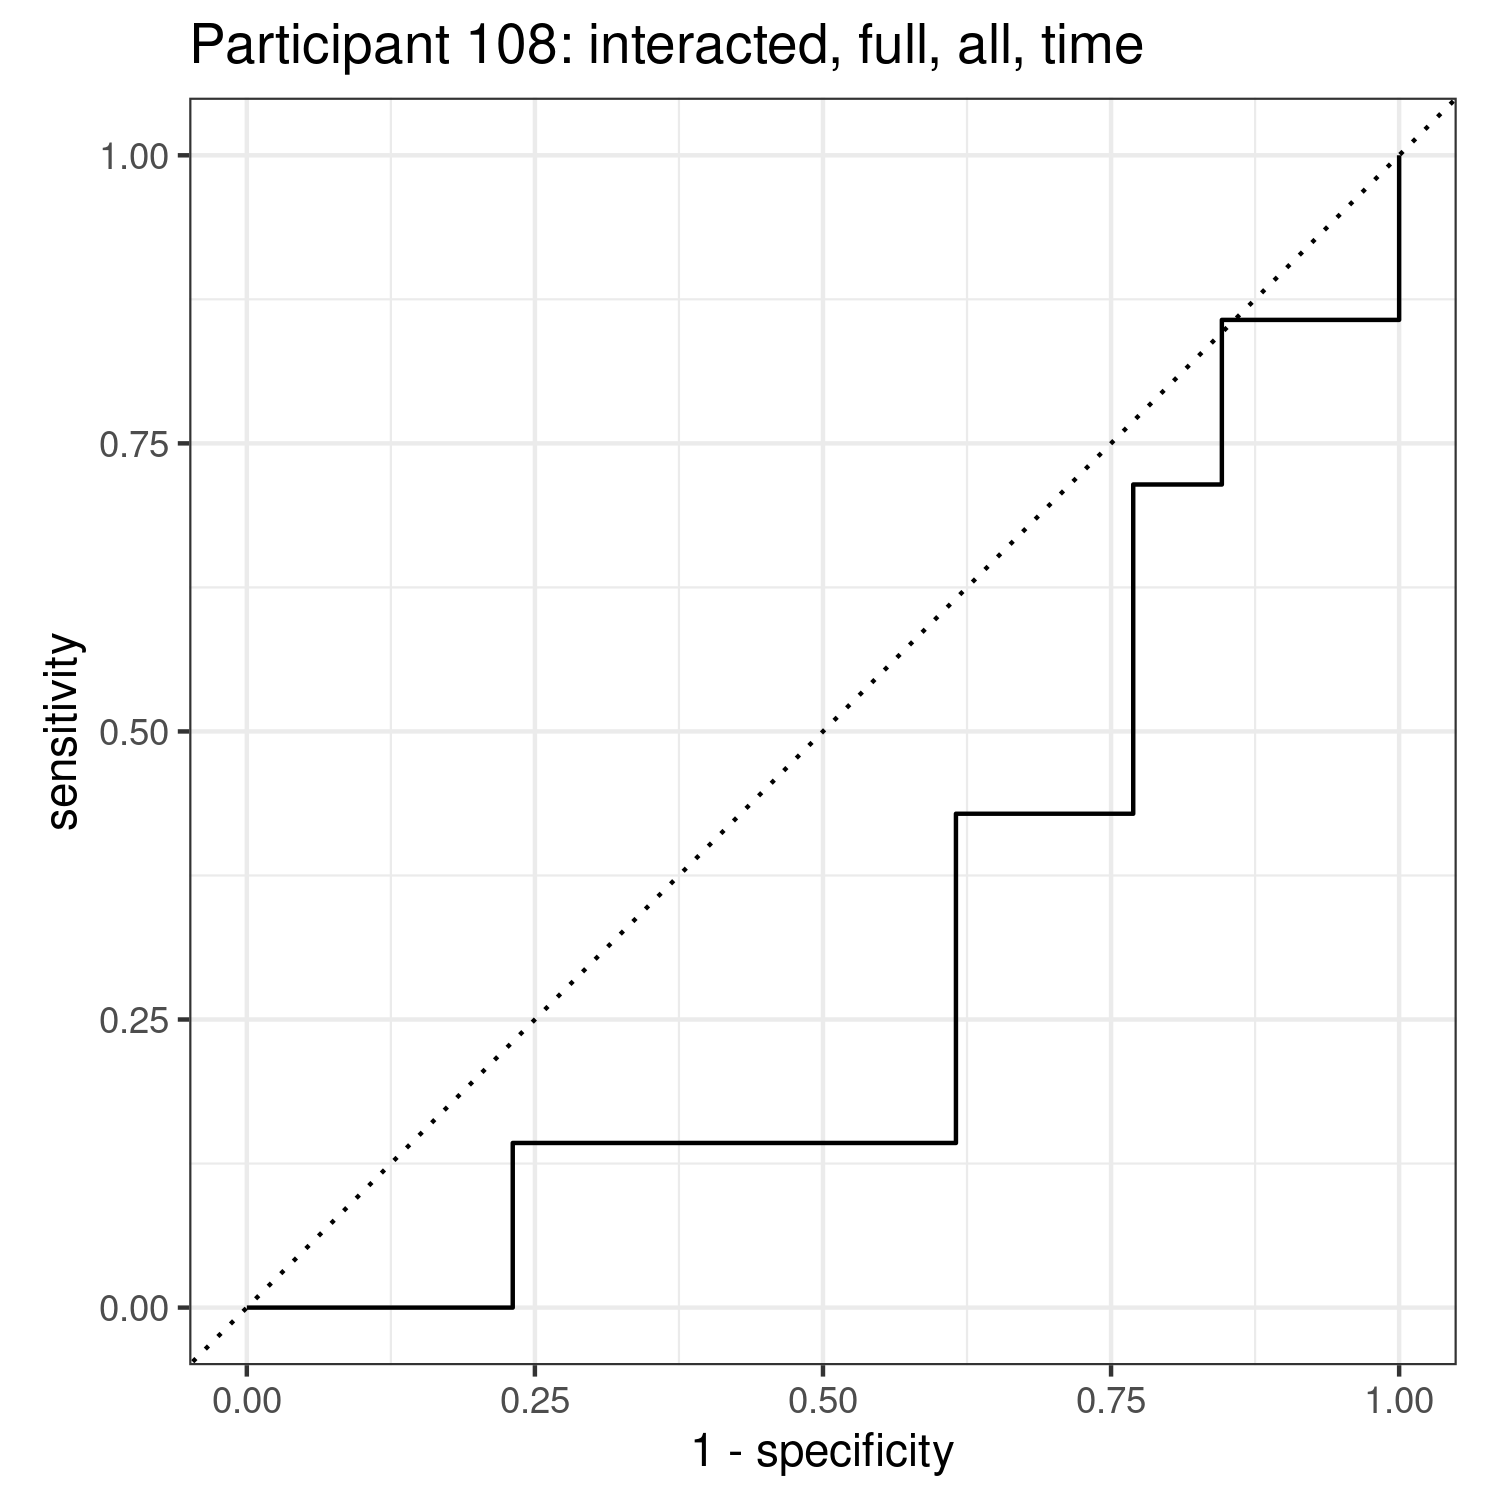 Participant 108: interacted, full, all, time
1.00
0.75
0.50
0.25
0.00
sensitivity
0.00 0.25 0.50 0.75 1.00
1 - specificity